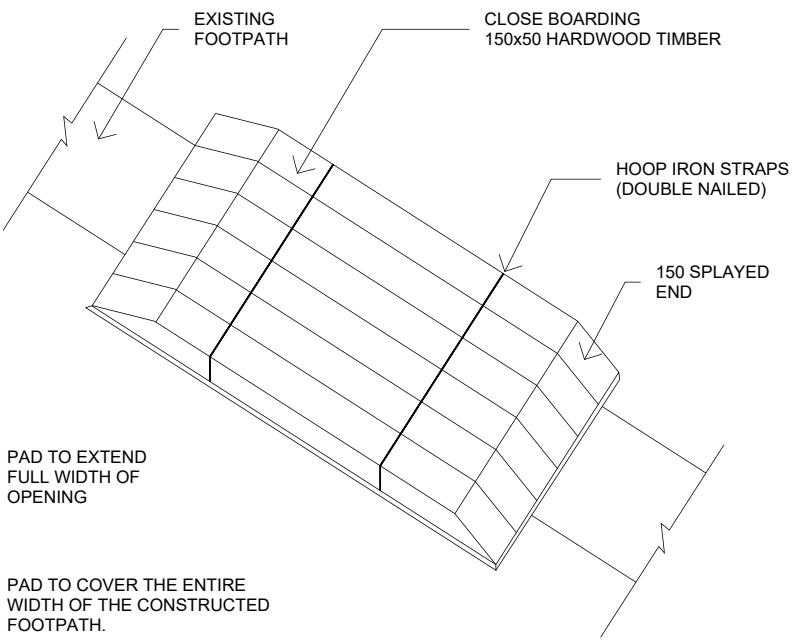 EXISTING
FOOTPATH
CLOSE BOARDING
150x50 HARDWOOD TIMBER
HOOP IRON STRAPS
(DOUBLE NAILED)
150 SPLAYED
END
PAD TO EXTEND
FULL WIDTH OF
OPENING
PAD TO COVER THE ENTIRE
WIDTH OF THE CONSTRUCTED
FOOTPATH.